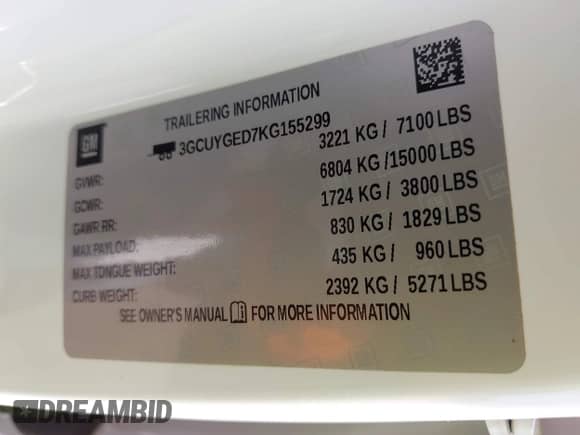 GM
TRAILERING INFORMATION
3GCUYGED7KG155299
GVWR: 3221 KG / 7100 LBS
GCWR: 6804 KG /15000 LBS
GAWR RR: 1724 KG / 3800 LBS
MAX PAYLOAD: 830 KG / 1829 LBS
MAX TONGUE WEIGHT: 435 KG / 960 LBS
CURB WEIGHT: 2392 KG / 5271 LBS
SEE OWNER'S MANUAL FOR MORE INFORMATION
DREAMBID